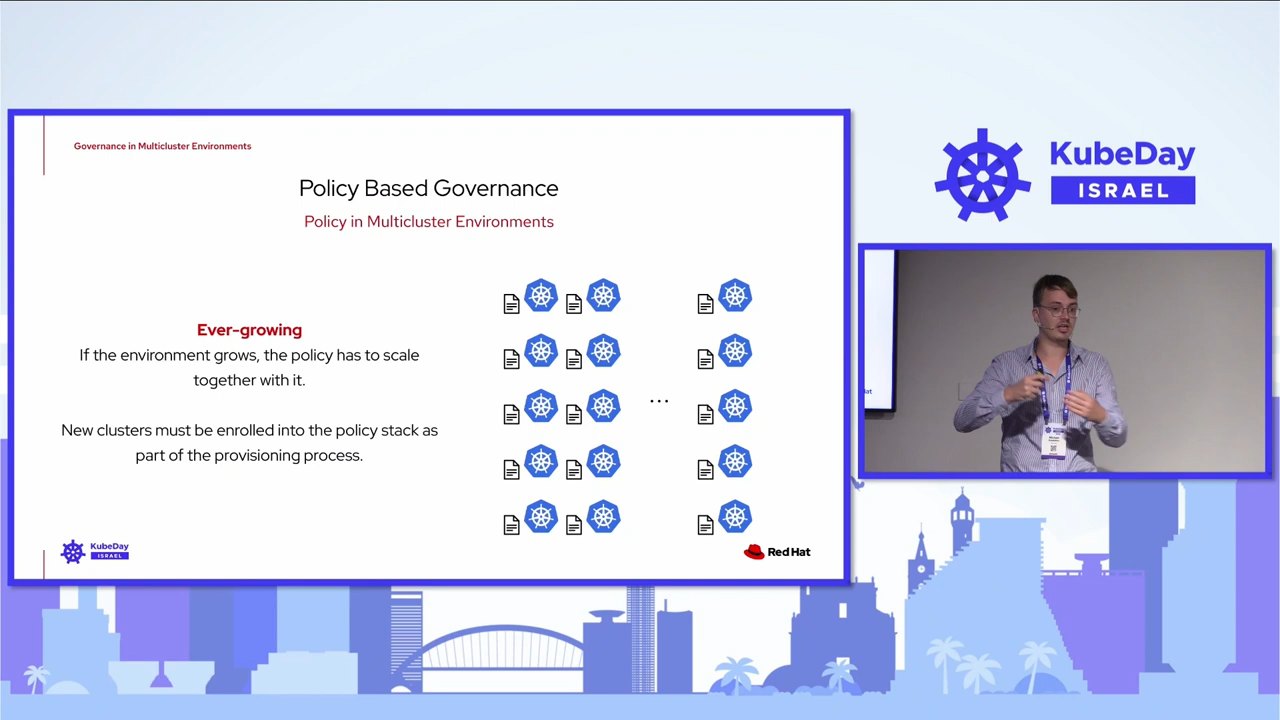 Governance in Multicluster Environments
Policy Based Governance
Policy in Multicluster Environments
Ever-growing
If the environment grows, the policy has to scale
together with it.
New clusters must be enrolled into the policy stack as
part of the provisioning process.
...
KubeDay
ISRAEL
Red Hat
KubeDay
ISRAEL
Hat